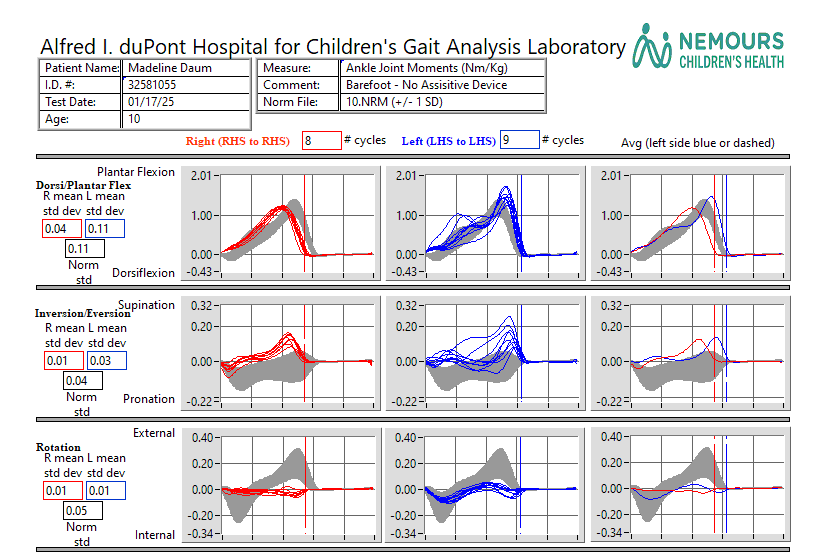 Alfred I. duPont Hospital for Children's Gait Analysis Laboratory
NEMOURS
CHILDREN'S HEALTH
Patient Name: Madeline Daum
I.D. #: 32581055
Test Date: 01/17/25
Age: 10
Measure: Ankle Joint Moments (Nm/Kg)
Comment: Barefoot - No Assisitive Device
Norm File: 10.NRM (+/- 1 SD)
Right (RHS to RHS) 8 # cycles Left (LHS to LHS) 9 # cycles Avg (left side blue or dashed)
Plantar Flexion
Dorsi/Plantar Flex
R mean L mean
std dev std dev
0.04 0.11
0.11
Norm
std
Dorsiflexion
2.01
1.00
0.00
-0.43
2.01
1.00
0.00
-0.43
2.01
1.00
0.00
-0.43
Supination
Inversion/Eversion
R mean L mean
std dev std dev
0.01 0.03
0.04
Norm
std
Pronation
0.32
0.20
0.00
-0.22
0.32
0.20
0.00
-0.22
0.32
0.20
0.00
-0.22
External
Rotation
R mean L mean
std dev std dev
0.01 0.01
0.05
Norm
std
Internal
0.40
0.20
0.00
-0.20
-0.34
0.40
0.20
0.00
-0.20
-0.34
0.40
0.20
0.00
-0.20
-0.34